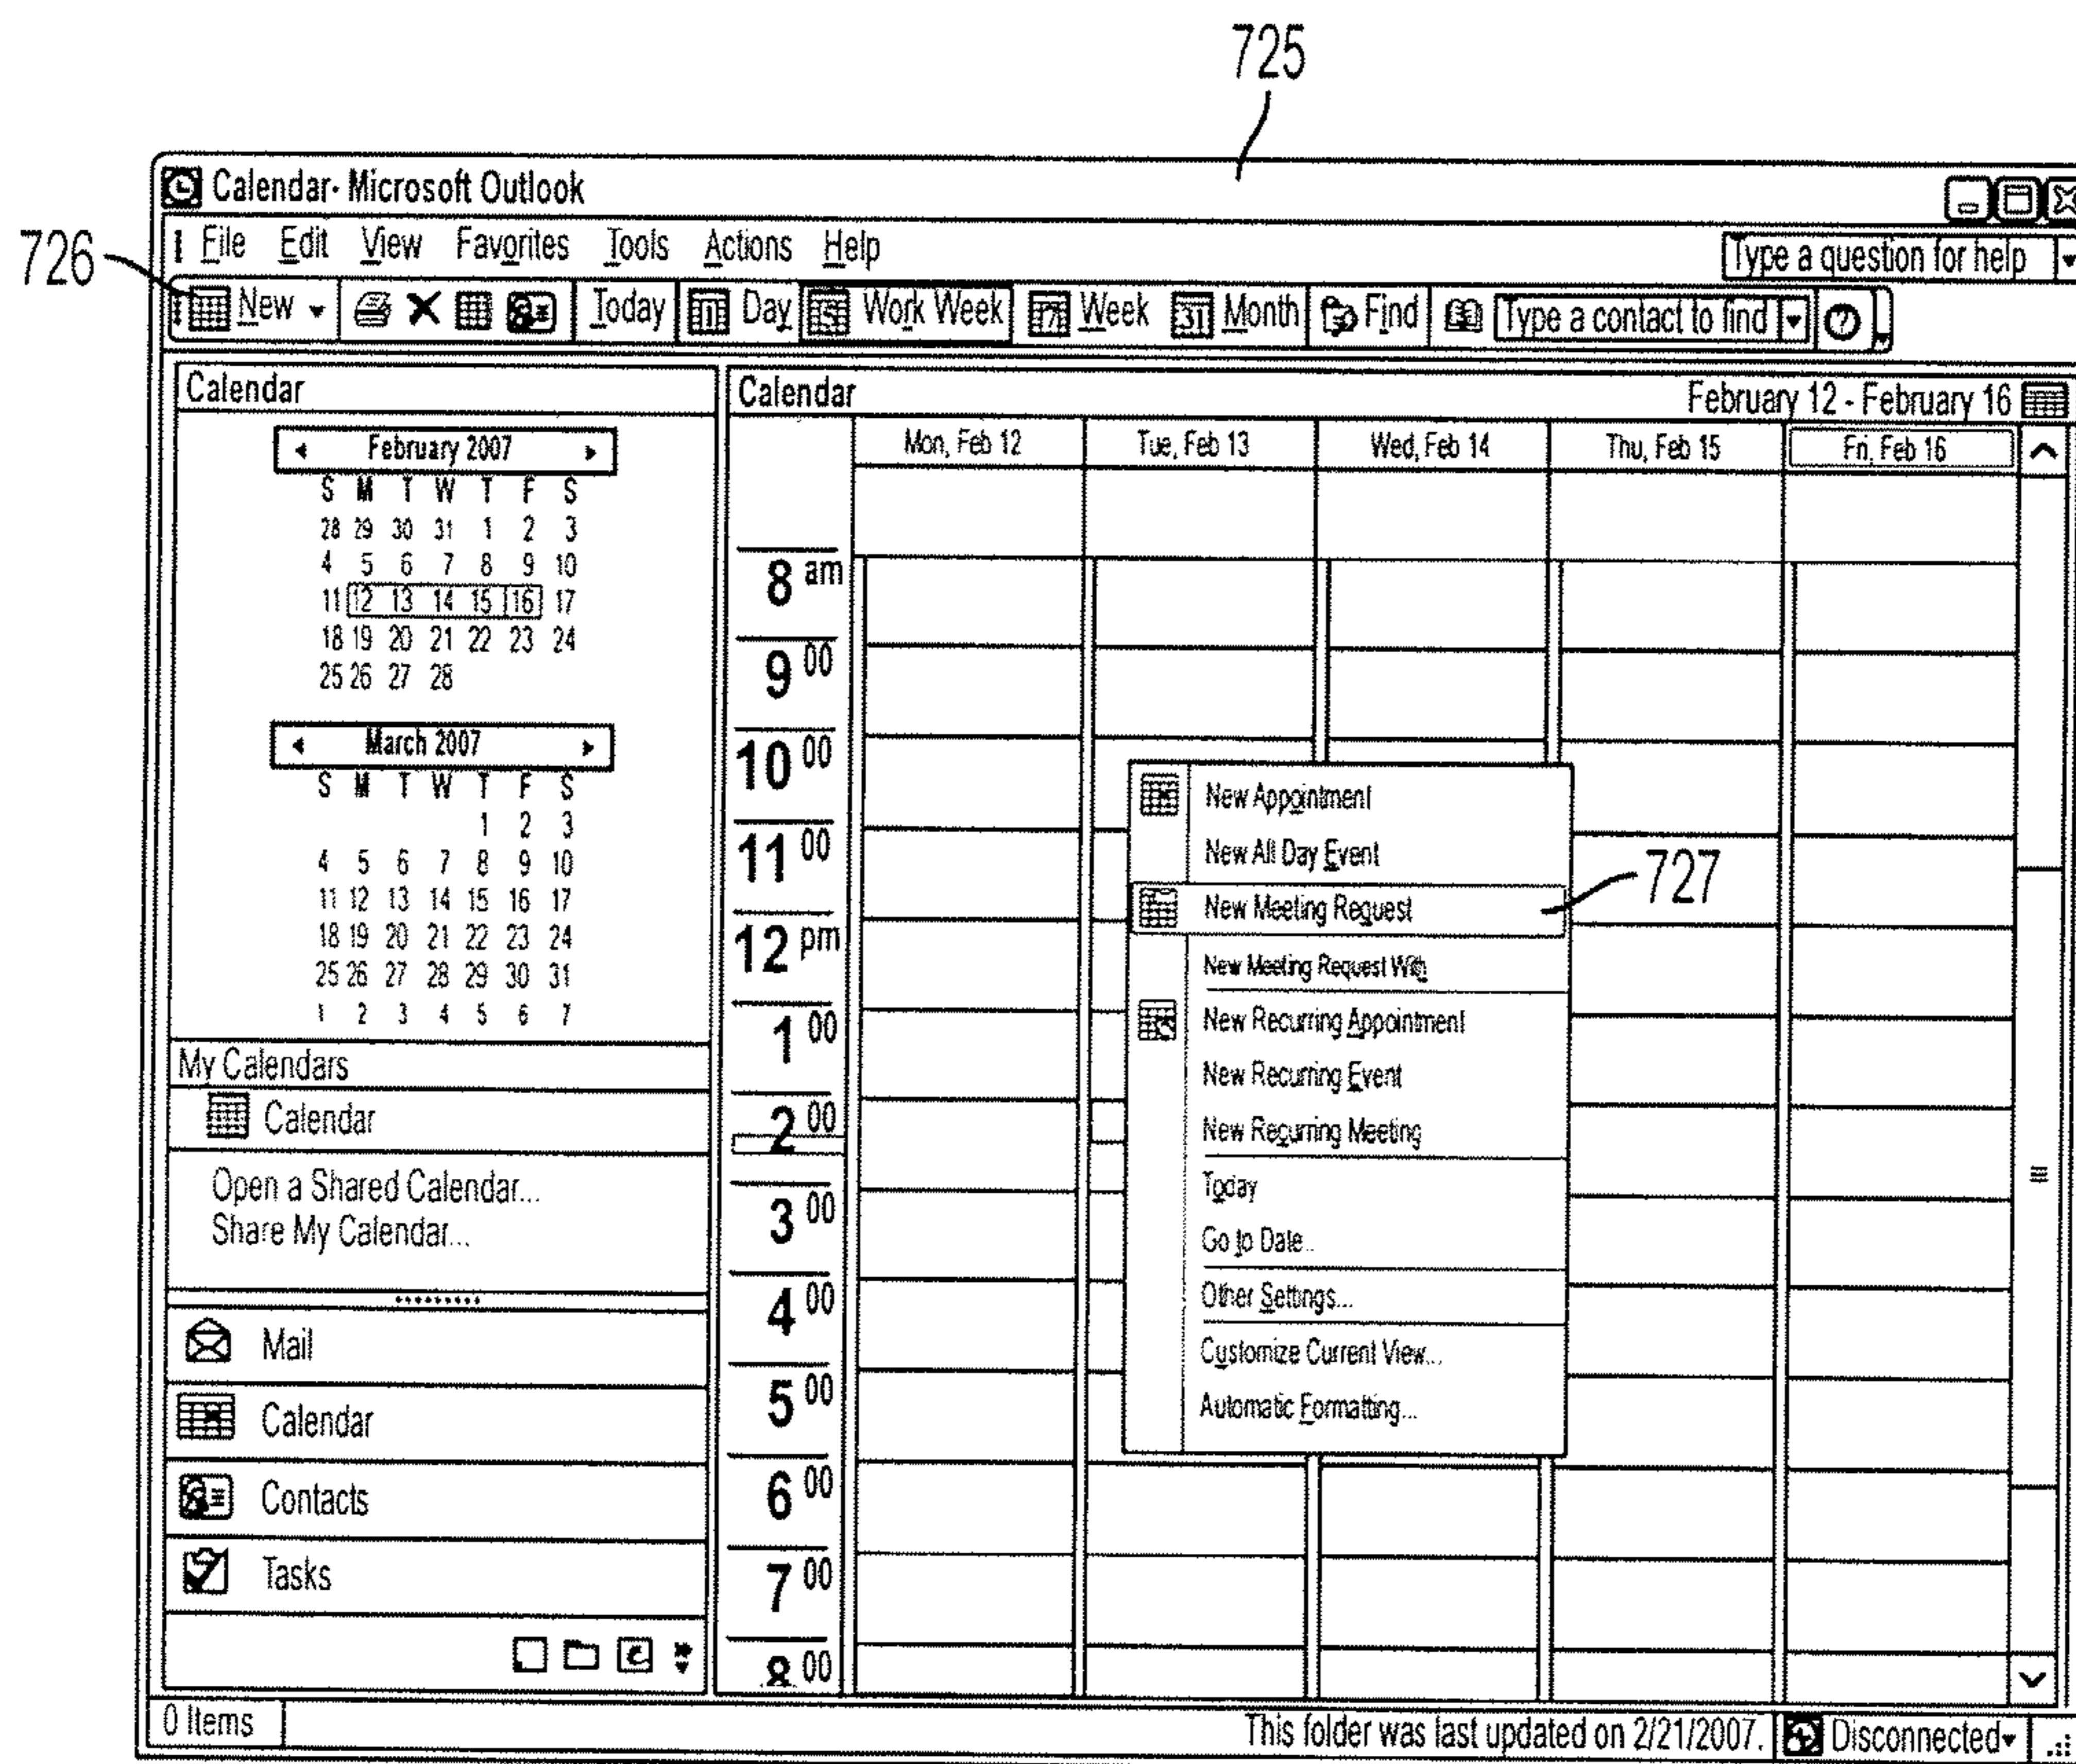 725
Calendar- Microsoft Outlook
726
File Edit View Favorites Tools Actions Help Type a question for help
New Today Day Work Week 7 Week 31 Month Find Type a contact to find ?
Calendar
February 2007
S M T W T F S
28 29 30 31 1 2 3
4 5 6 7 8 9 10
11 12 13 14 15 16 17
18 19 20 21 22 23 24
25 26 27 28
March 2007
S M T W T F S
1 2 3
4 5 6 7 8 9 10
11 12 13 14 15 16 17
18 19 20 21 22 23 24
25 26 27 28 29 30 31
1 2 3 4 5 6 7
My Calendars
Calendar
Open a Shared Calendar...
Share My Calendar...
Mail
Calendar
Contacts
Tasks
Calendar February 12 - February 16
Mon, Feb 12 Tue, Feb 13 Wed, Feb 14 Thu, Feb 15 Fri, Feb 16
8 am
9 00
10 00
11 00
12 pm
1 00
2 00
3 00
4 00
5 00
6 00
7 00
8 00
New Appointment
New All Day Event
New Meeting Request
727
New Meeting Request With
New Recurring Appointment
New Recurring Event
New Recurring Meeting
Today
Go to Date..
Other Settings...
Customize Current View...
Automatic Formatting...
0 Items This folder was last updated on 2/21/2007. Disconnected